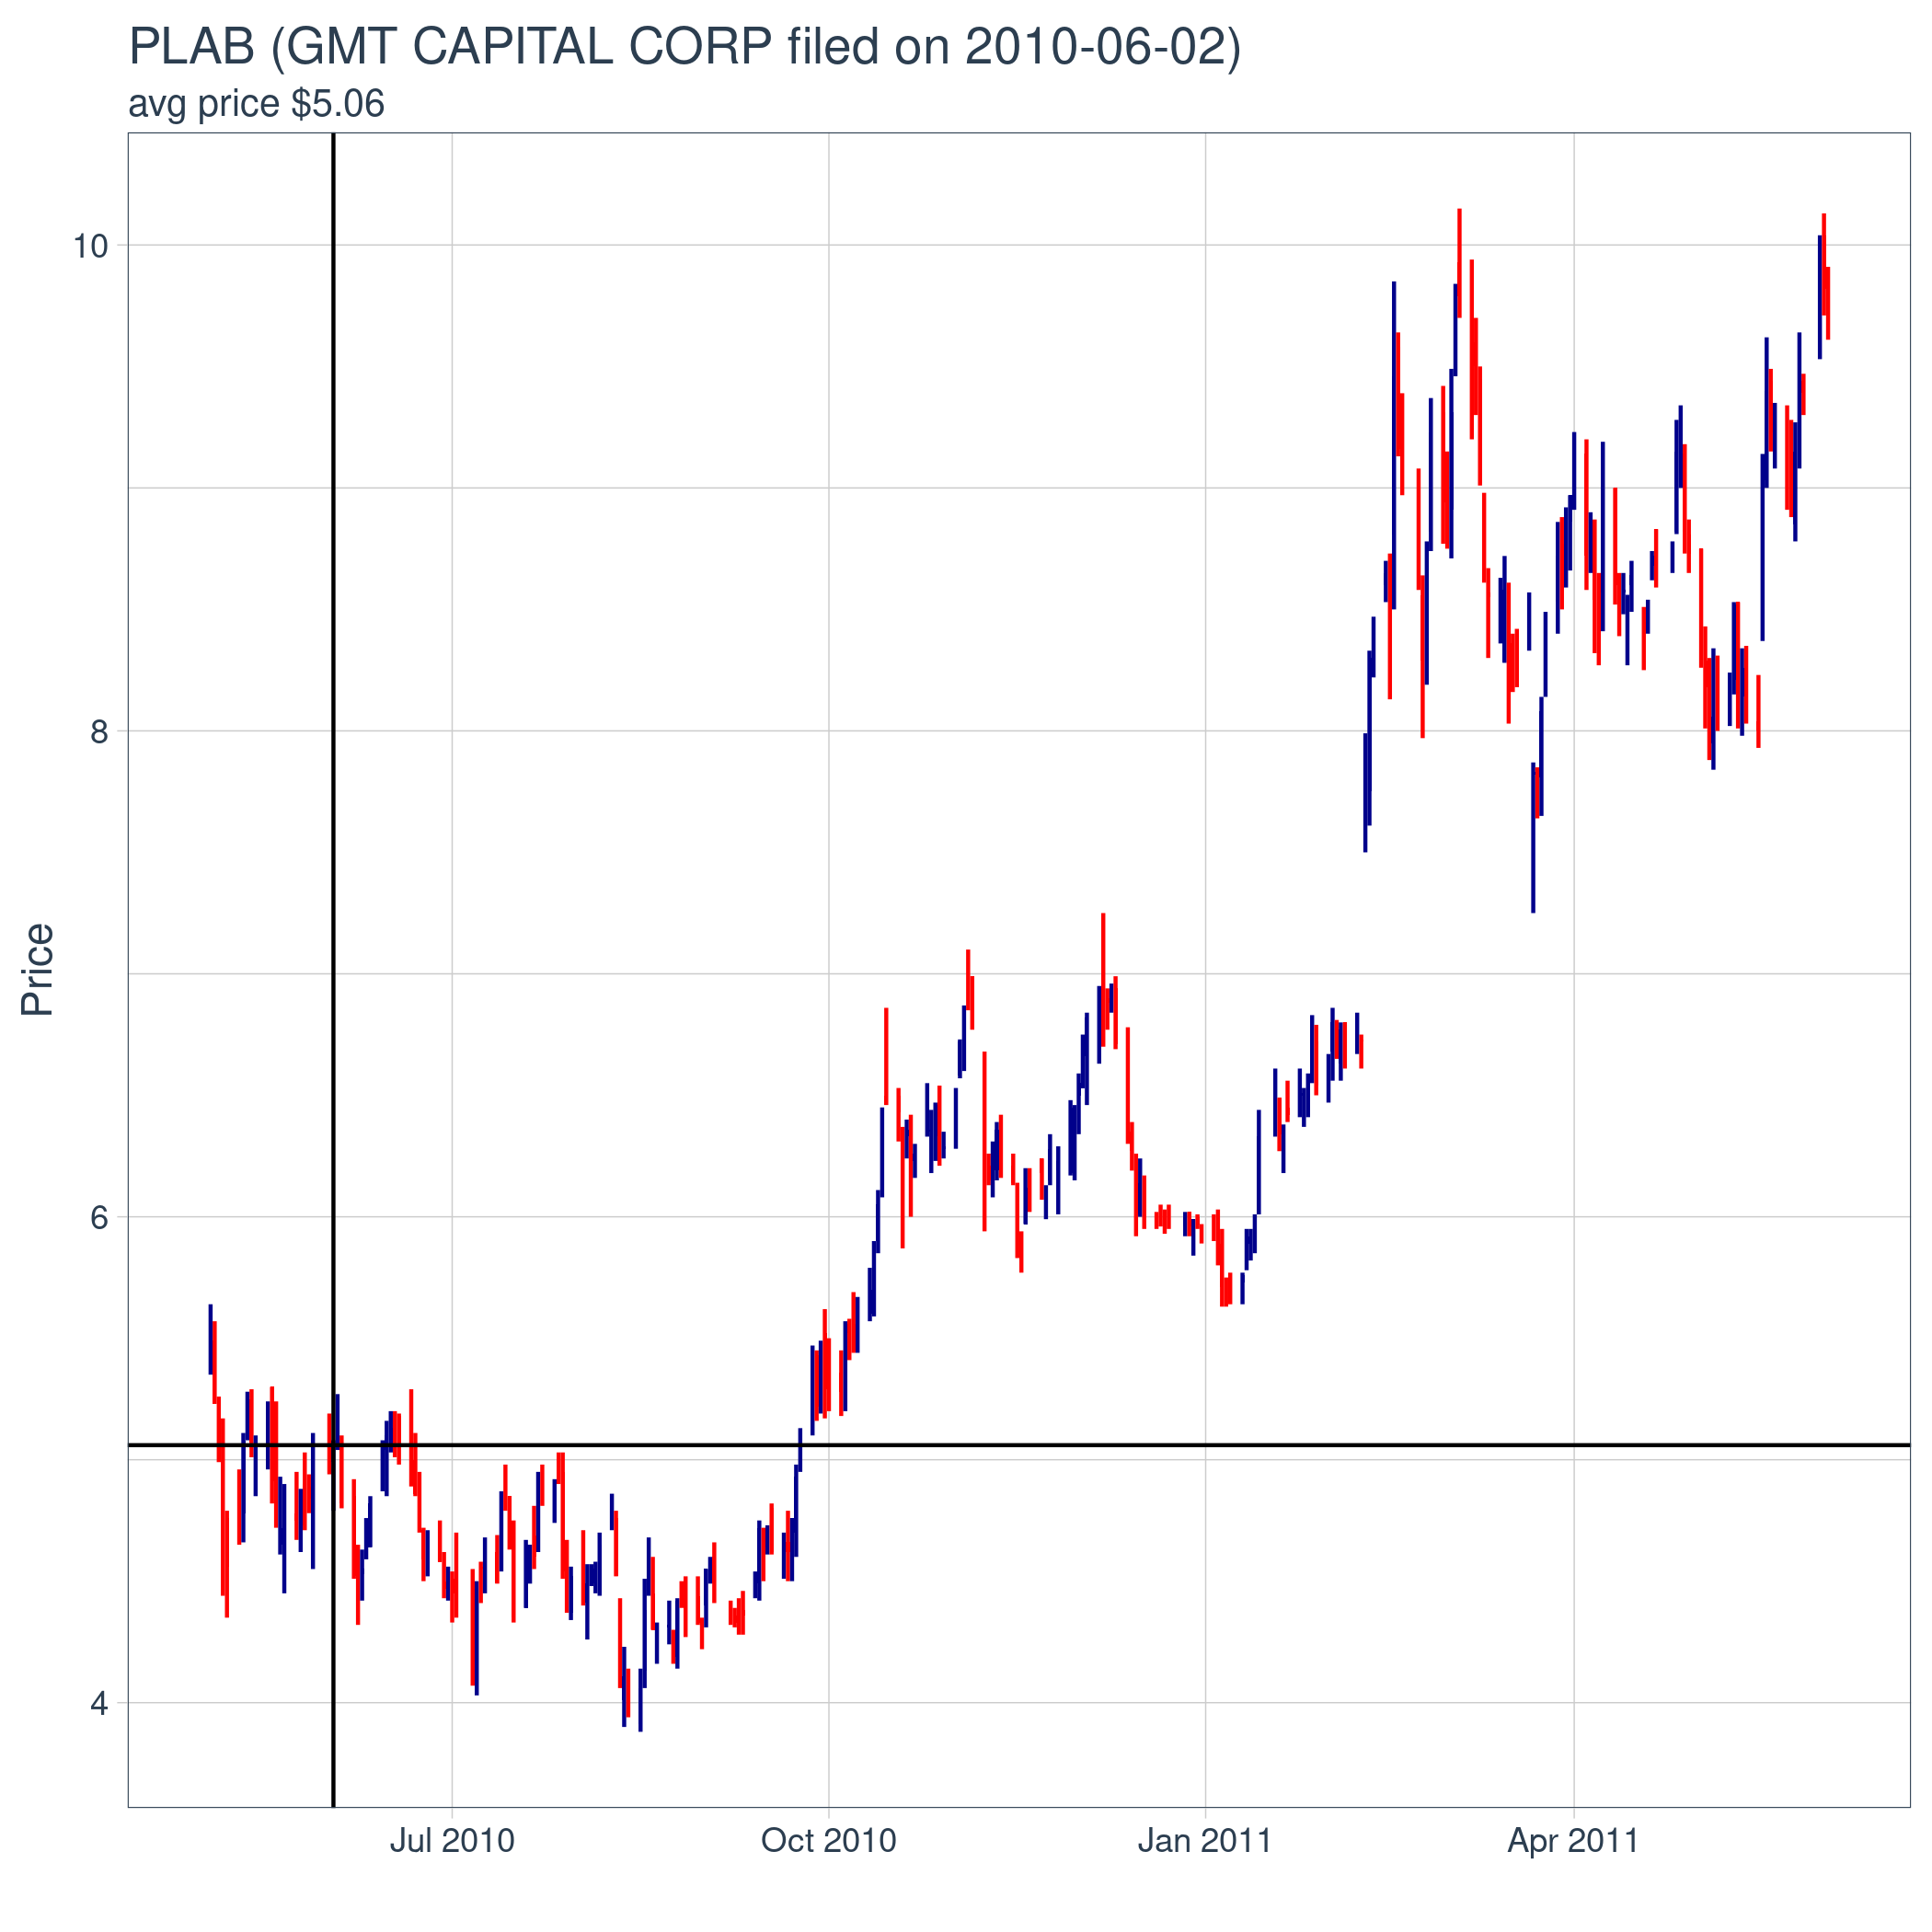 PLAB (GMT CAPITAL CORP filed on 2010-06-02)
avg price $5.06
10
8
6
4
Price
Jul 2010
Oct 2010
Jan 2011
Apr 2011